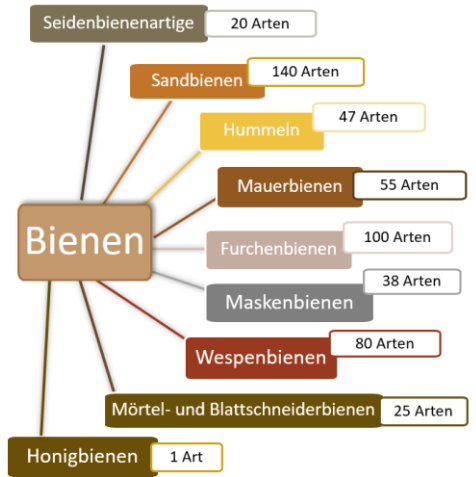 Seidenbienenartige 20 Arten
Sandbienen 140 Arten
Hummeln 47 Arten
Mauerbienen 55 Arten
Bienen
Furchenbienen 100 Arten
Maskenbienen 38 Arten
Wespenbienen 80 Arten
Mörtel- und Blattschneiderbienen 25 Arten
Honigbienen 1 Art